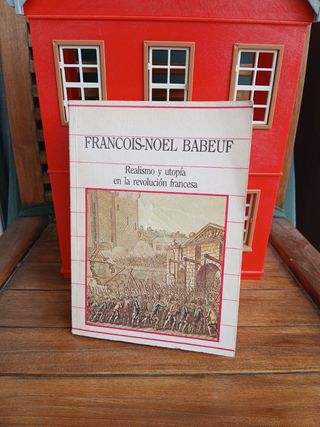 FRANCOIS-NOEL BABEUF
Realismo y utopía
en la revolución francesa